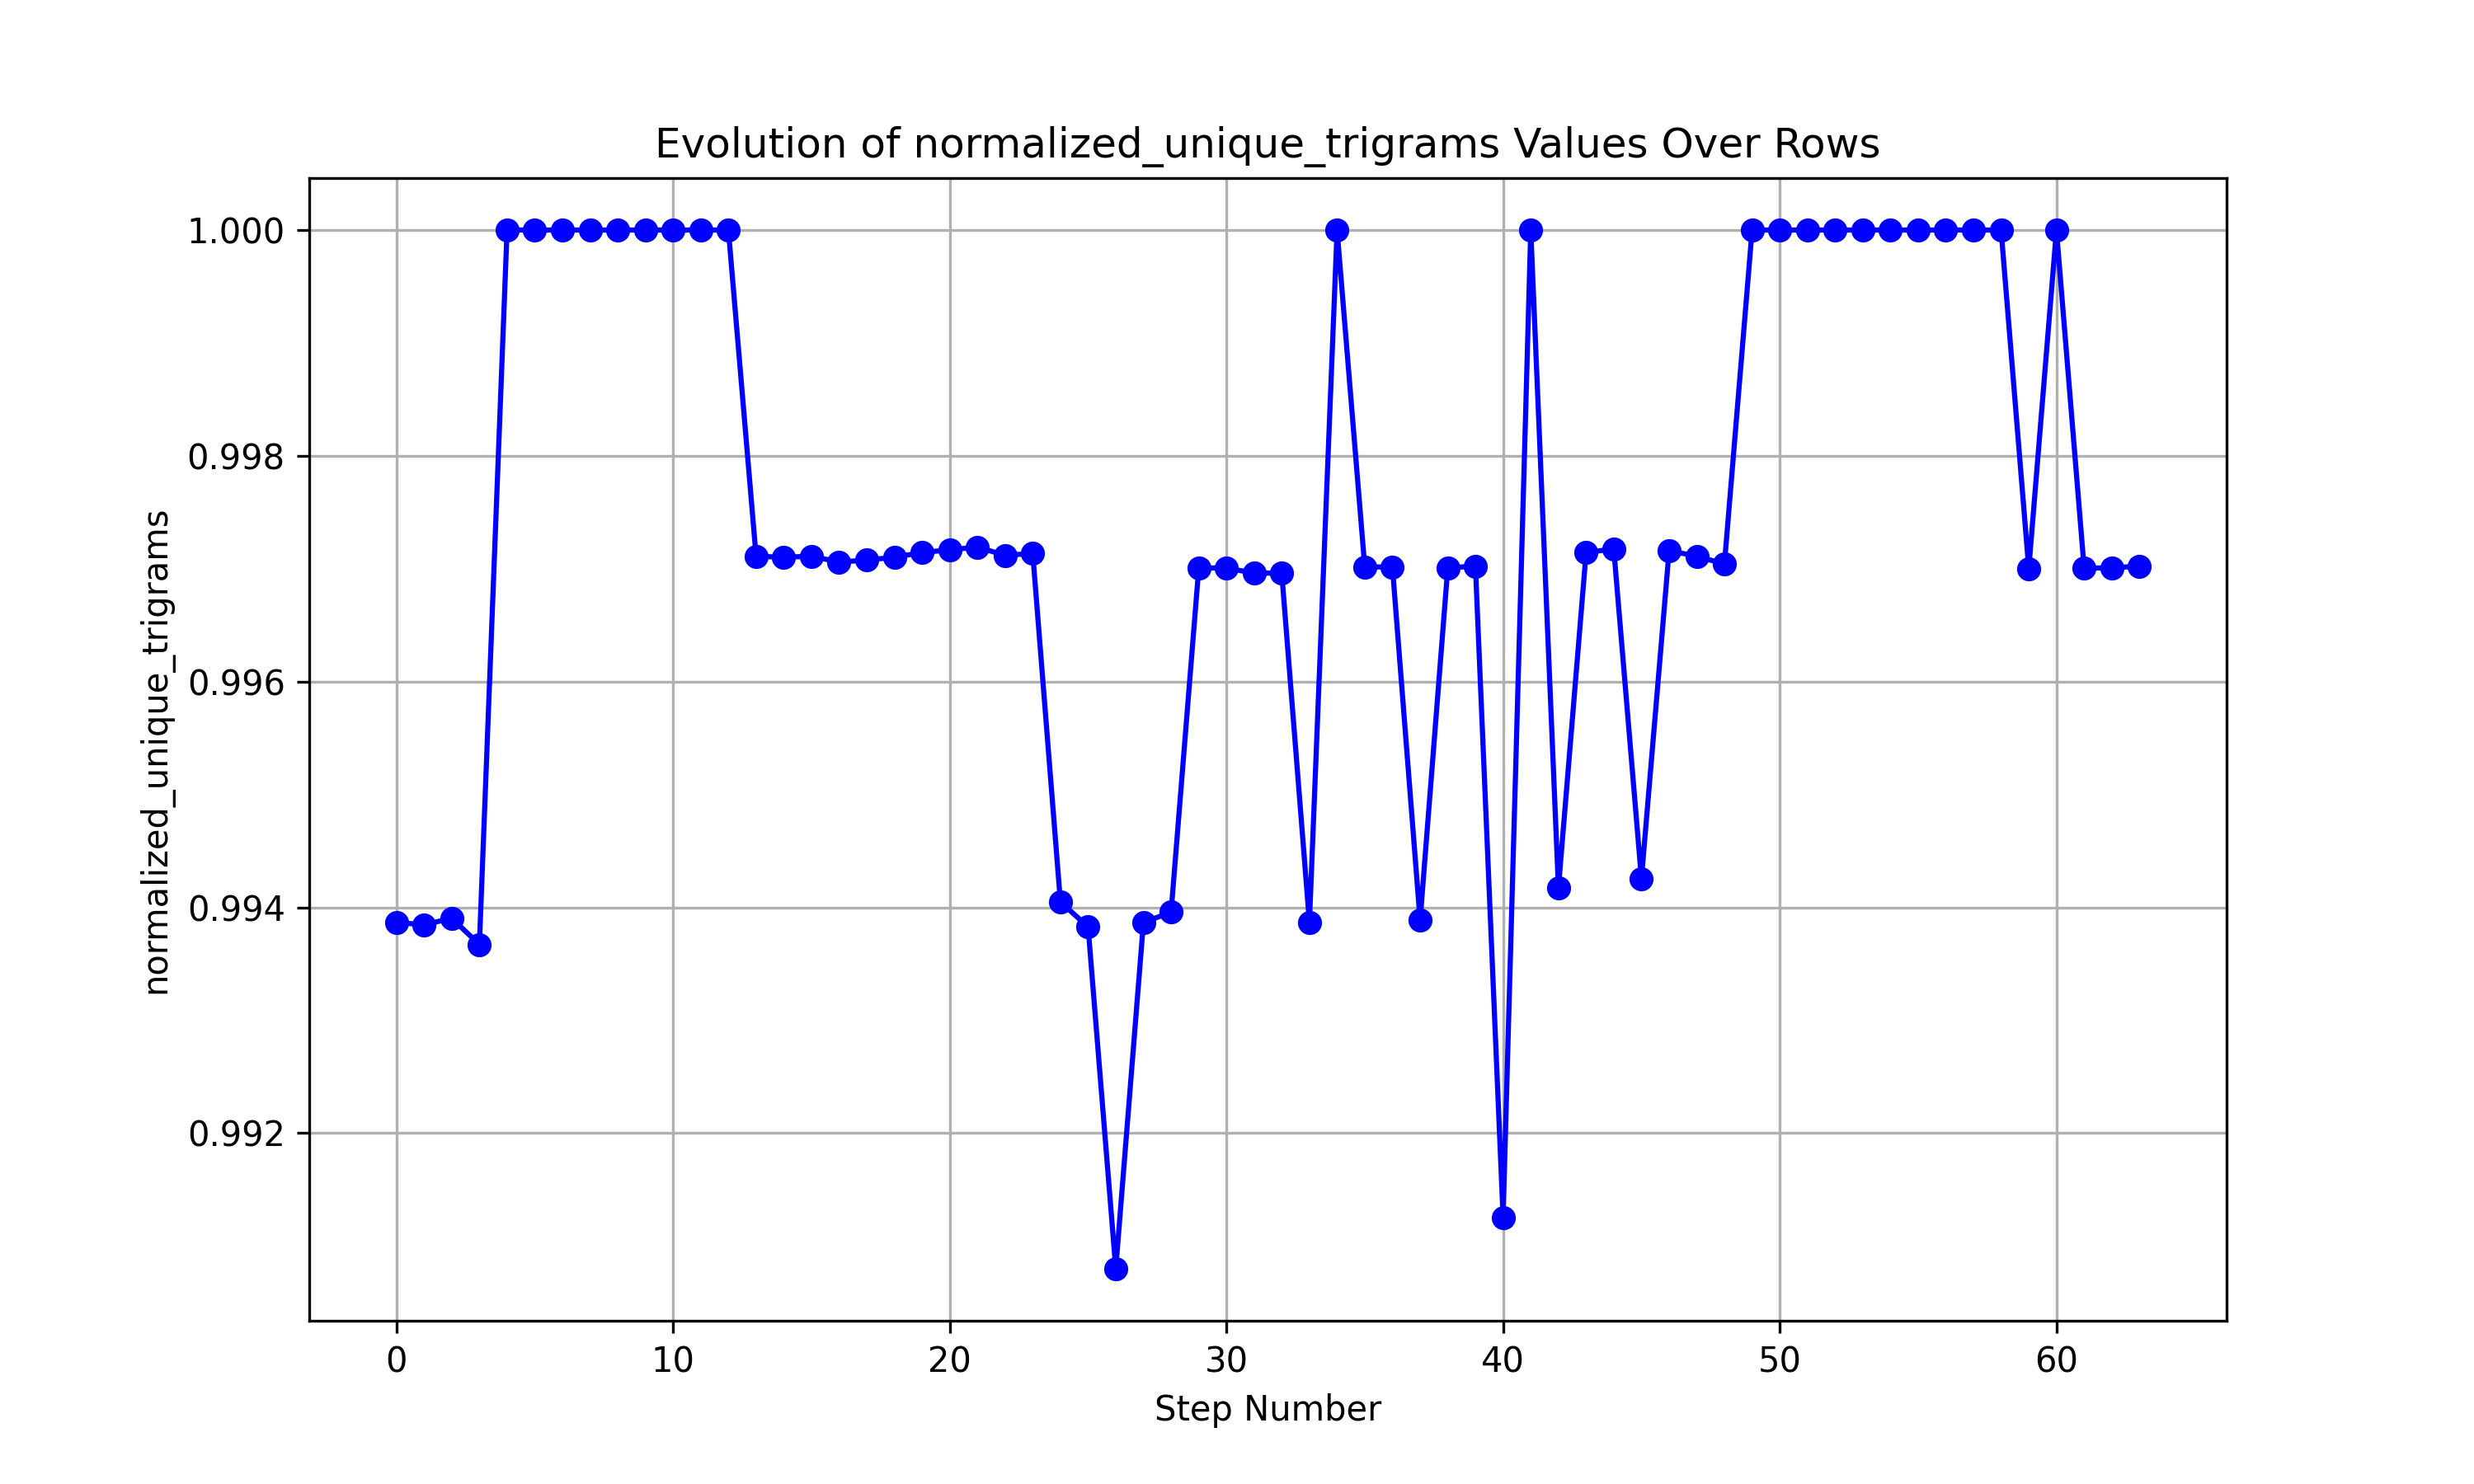 Evolution of normalized_unique_trigrams Values Over Rows
normalized_unique_trigrams
1.000
0.998
0.996
0.994
0.992
0 10 20 30 40 50 60
Step Number